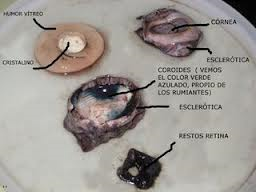 HUMOR VÍTREO
CRISTALINO
CÓRNEA
ESCLERÓTICA
COROIDES ( VEMOS
EL COLOR VERDE
AZULADO, PROPIO DE
LOS RUMIANTES)
ESCLERÓTICA
RESTOS RETINA